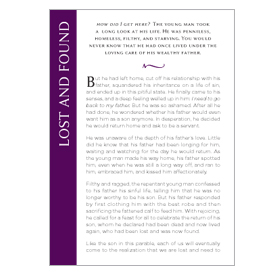 LOST AND FOUND
HOW DID I GET HERE? THE YOUNG MAN TOOK
A LONG LOOK AT HIS LIFE. HE WAS PENNILESS,
HOMELESS, FILTHY, AND STARVING. YOU WOULD
NEVER KNOW THAT HE HAD ONCE LIVED UNDER THE
LOVING CARE OF HIS WEALTHY FATHER.
But he had left home, cut off his relationship with his
father, squandered his inheritance on a life of sin,
and ended up in this pitiful state. He finally came to his
senses, and a deep feeling welled up in him: I need to go
back to my father. But he was so ashamed. After all he
had done, he wondered whether his father would even
want him as a son anymore. In desperation, he decided
he would return home and ask to be a servant.
He was unaware of the depth of his father's love. Little
did he know that his father had been longing for him,
waiting and watching for the day he would return. As
the young man made his way home, his father spotted
him, even when he was still a long way off, and ran to
him, embraced him, and kissed him affectionately.
Filthy and ragged, the repentant young man confessed
to his father his sinful life, telling him that he was no
longer worthy to be his son. But his father responded
by first clothing him with the best robe and then
sacrificing the fatted calf to feed him. With rejoicing,
he called for a feast for all to celebrate the return of his
son, whom he declared had been dead and now lived
again, who had been lost and was now found.
Like the son in this parable, each of us will eventually
come to the realization that we are lost and need to